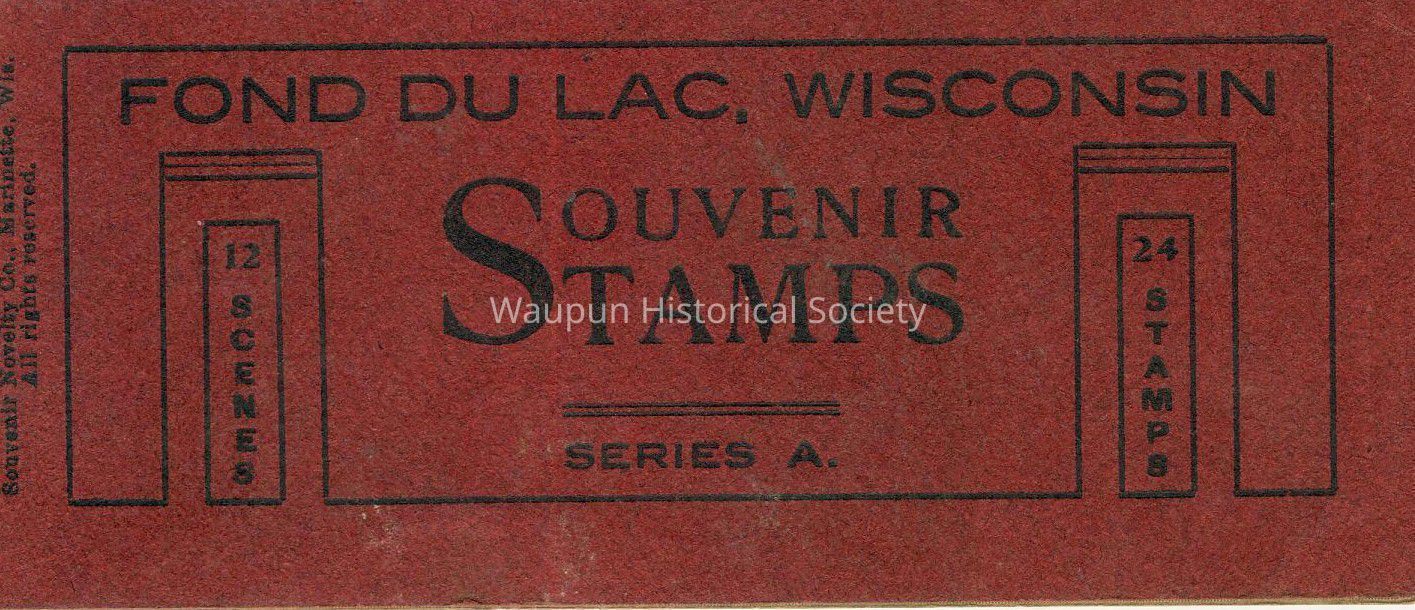 FOND DU LAC, WISCONSIN
SOUVENIR
STAMPS
SERIES A.
12
SCENES
24
STAMPS
Souvenir Novelty Co., Marinette, Wis.
All rights reserved.
Waupun Historical Society